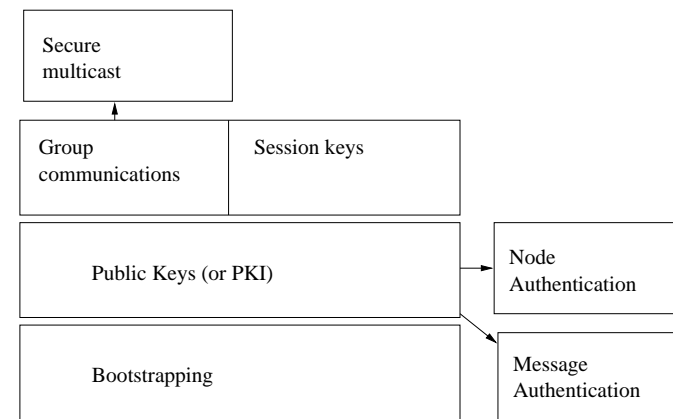 Secure
multicast
Group
communications
Session keys
Public Keys (or PKI)
Node
Authentication
Bootstrapping
Message
Authentication